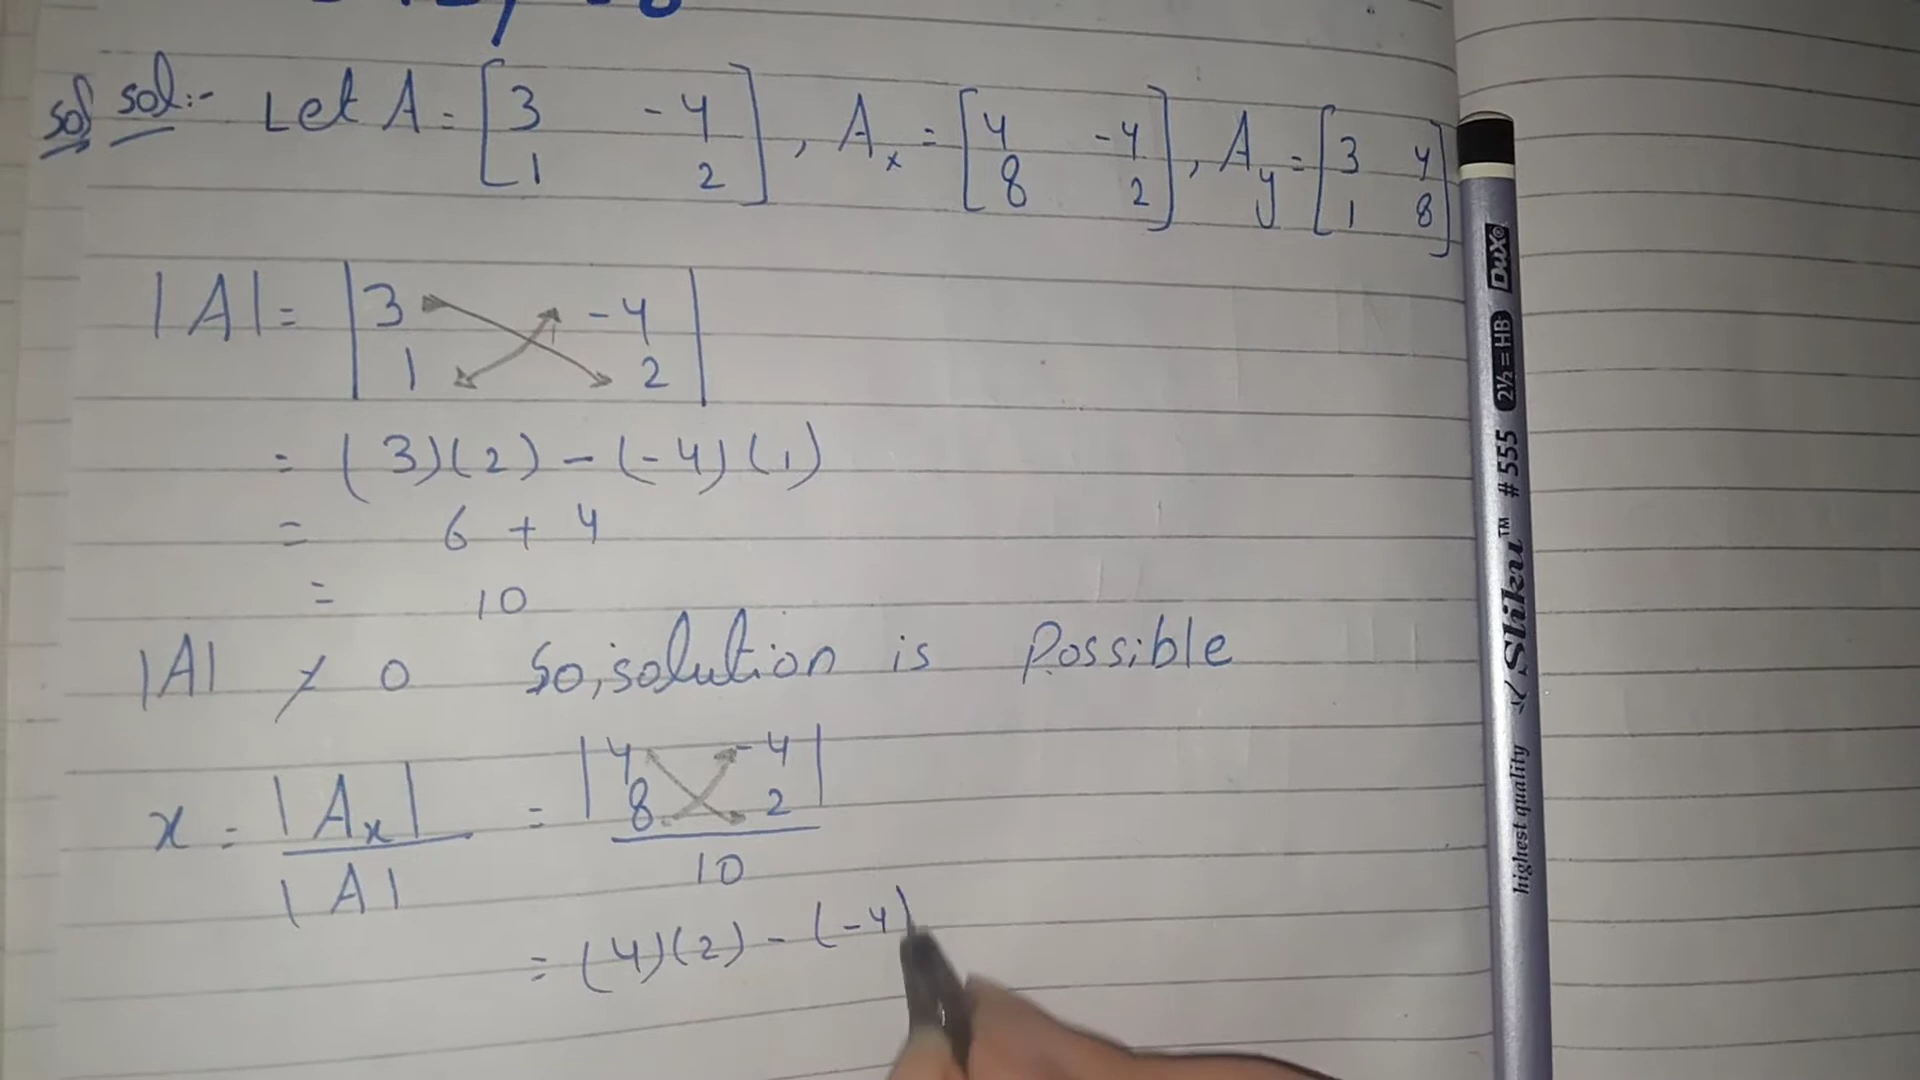 sol sol:- Let A = [3 -4 1 2], Ax = [4 -4 8 2], Ay = [3 4 1 8]
|A| = |3 -4
1 2|
= (3)(2) - (-4)(1)
= 6 + 4
= 10
|A| ≠ 0 So, solution is Possible
x = |Ax| / |A| = |4 -4 8 2| / 10
= (4)(2) - (-4)
DUX®
2½ = HB
Sliku™ #555
highest quality